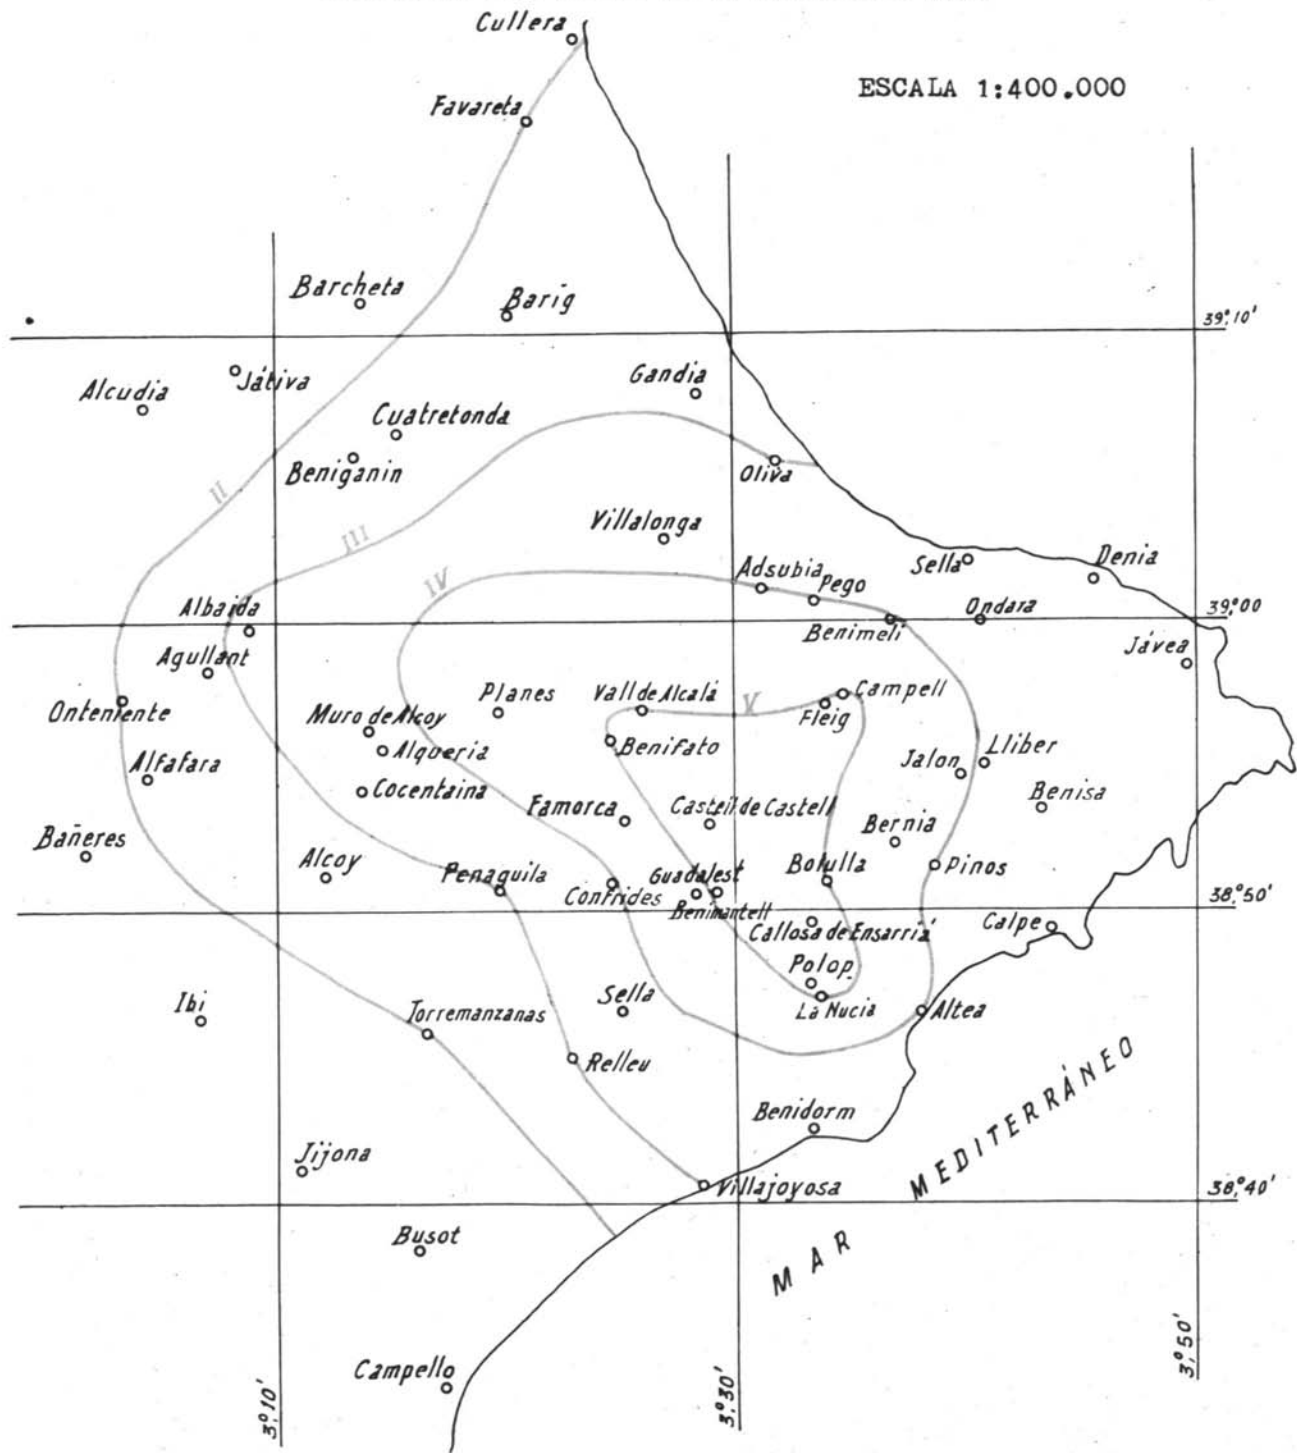 Cullera
ESCALA 1:400.000
Favareta
Barcheta
Barig
39°10'
Játiva
Alcudia
Gandia
Cuatretonda
Beniganin
Oliva
II
III
Villalonga
IV
Adsubia
Pego
Sella
Denia
Albaida
39°00'
Benimeli
Ondara
Agullant
Jávea
Onteniente
Planes
Vall de Alcalá
V
Campell
Fleig
Muro de Alcoy
Alqueria
Benifato
Jalon
Lliber
Alfafara
Cocentaina
Famorca
Castell de Castell
Benisa
Bernia
Bañeres
Alcoy
Penaguila
Confrides
Guadalest
Benimantell
Bolulla
Pinos
38°50'
Callosa de Ensarriá
Calpe
Polop
La Nucia
Ibi
Torremanzanas
Sella
Altea
Relleu
Benidorm
MAR MEDITERRÁNEO
Jijona
Villajoyosa
38°40'
Busot
Campello
3°10'
3°30'
3°50'